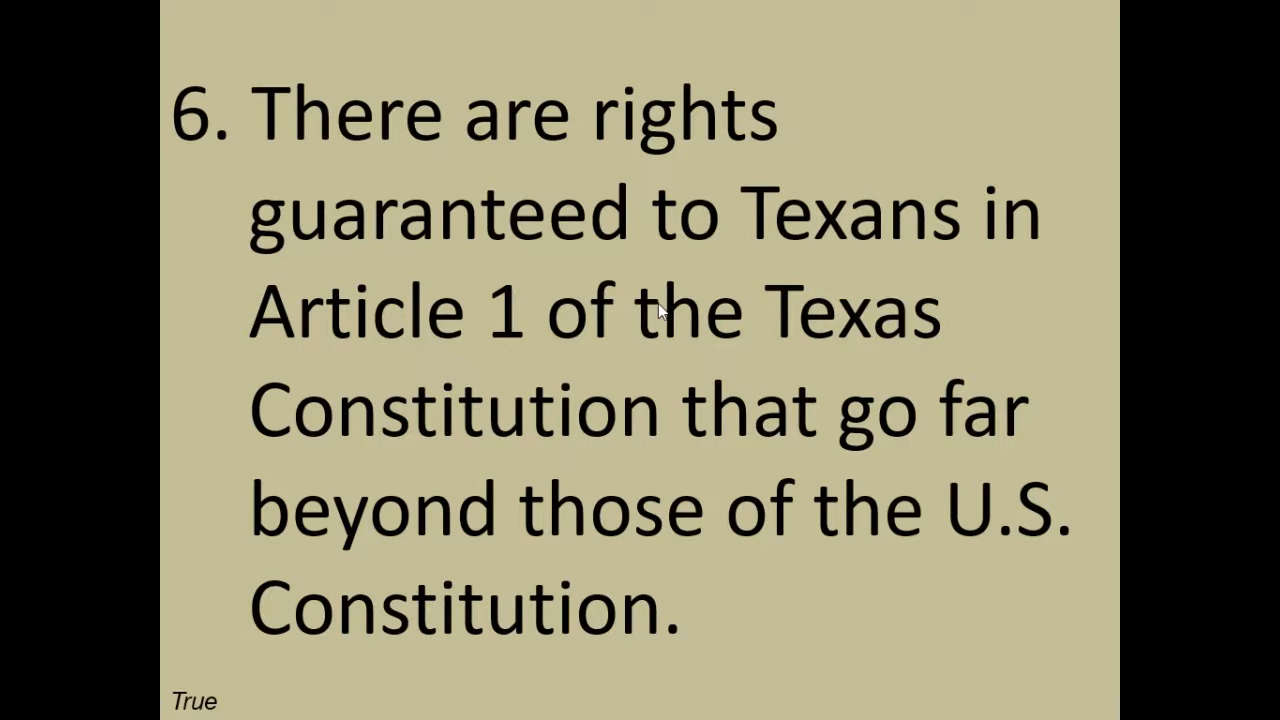 6. There are rights
guaranteed to Texans in
Article 1 of the Texas
Constitution that go far
beyond those of the U.S.
Constitution.
True